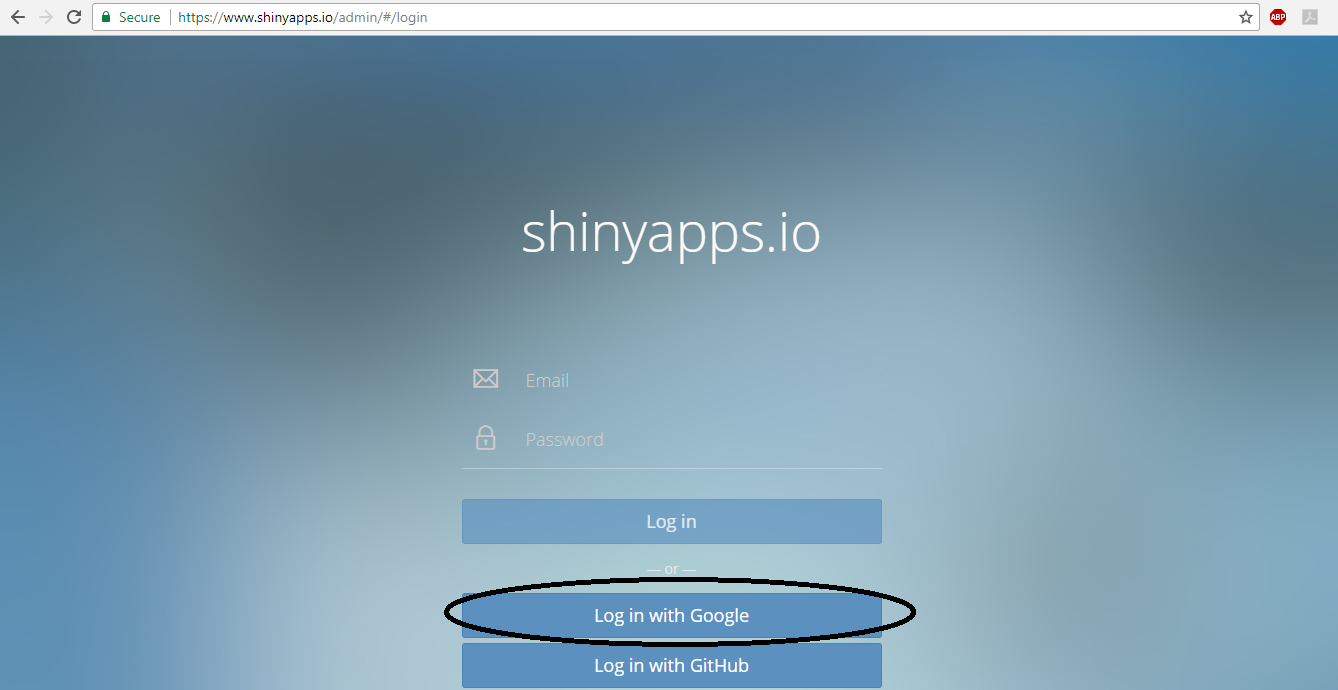 Secure https://www.shinyapps.io/admin/#/login ABP
shinyapps.io
Email
Password
Log in
— or —
Log in with Google
Log in with GitHub